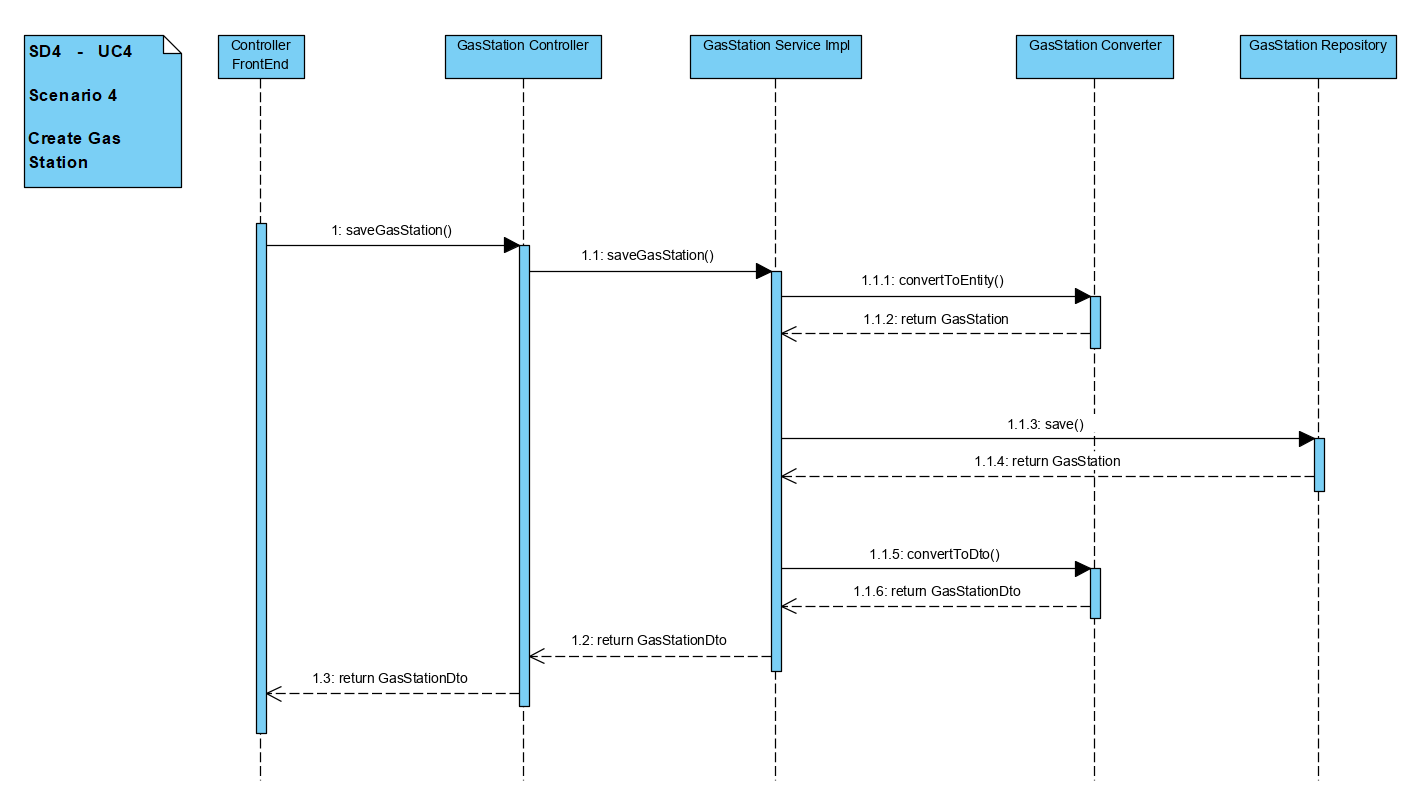 SD4 - UC4
Scenario 4
Create Gas
Station
Controller
FrontEnd
GasStation Controller
GasStation Service Impl
GasStation Converter
GasStation Repository
1: saveGasStation()
1.1: saveGasStation()
1.1.1: convertToEntity()
1.1.2: return GasStation
1.1.3: save()
1.1.4: return GasStation
1.1.5: convertToDto()
1.1.6: return GasStationDto
1.2: return GasStationDto
1.3: return GasStationDto